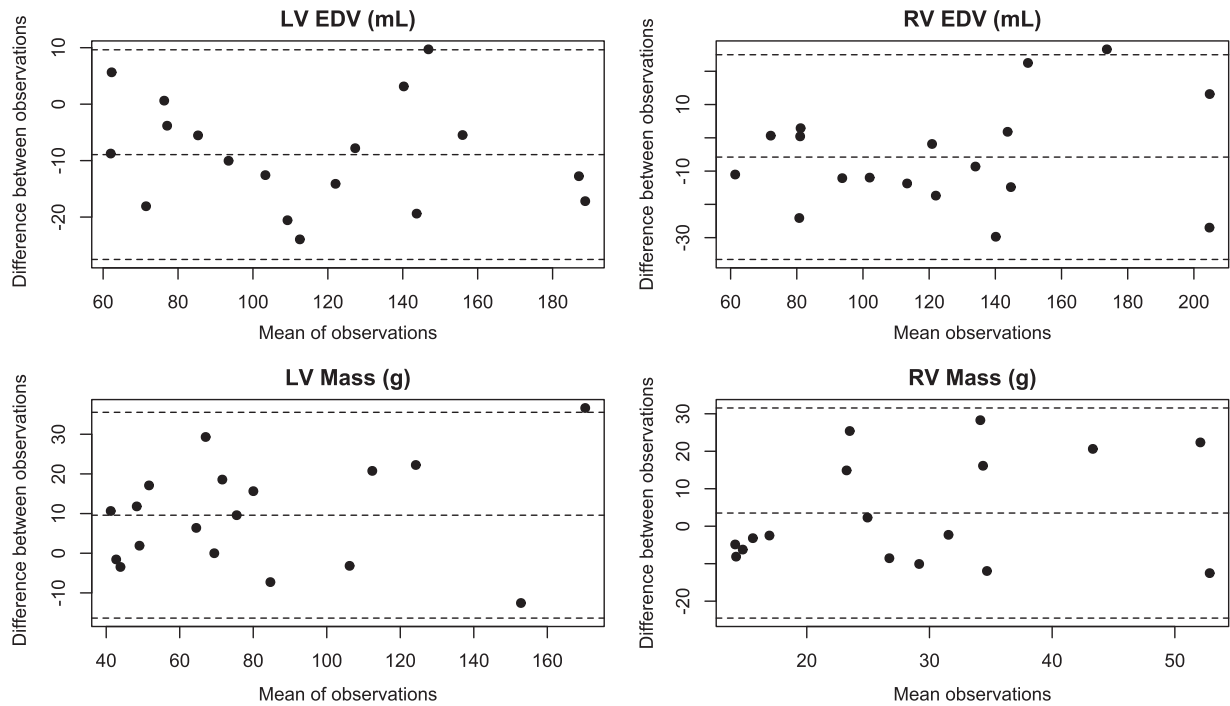 LV EDV (mL)
Difference between observations
10
0
-10
-20
60 80 100 120 140 160 180
Mean of observations
RV EDV (mL)
Difference between observations
10
-10
-30
60 80 100 120 140 160 180 200
Mean observations
LV Mass (g)
Difference between observations
30
20
10
0
-10
40 60 80 100 120 140 160
Mean of observations
RV Mass (g)
Difference between observations
30
20
10
0
-20
20 30 40 50
Mean observations